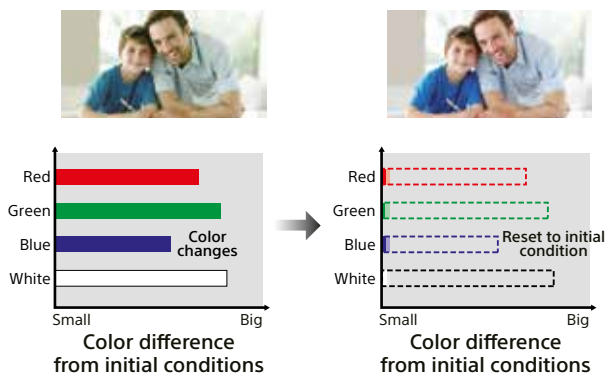 Red
Green
Blue
White
Color
changes
Small
Big
Color difference
from initial conditions
Red
Green
Blue
White
Reset to initial
condition
Small
Big
Color difference
from initial conditions